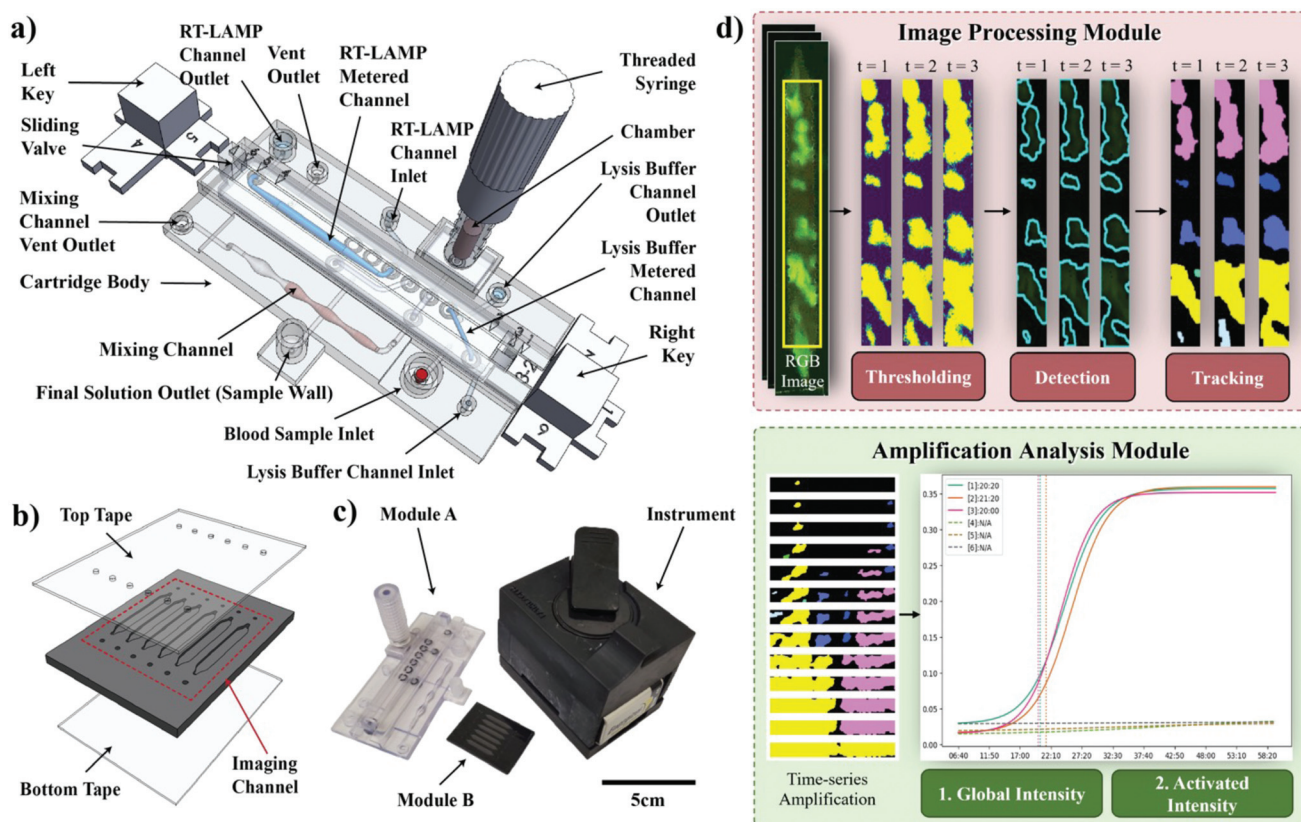 a)
RT-LAMP
Channel
Outlet
Vent
Outlet
RT-LAMP
Metered
Channel
Left
Key
Sliding
Valve
RT-LAMP
Channel
Inlet
Threaded
Syringe
Chamber
Lysis Buffer
Channel
Outlet
Mixing
Channel
Vent Outlet
Lysis Buffer
Metered
Channel
Cartridge Body
Right
Key
Mixing Channel
Final Solution Outlet (Sample Wall)
Blood Sample Inlet
Lysis Buffer Channel Inlet
4
5
3-2
1
6
b)
Top Tape
Bottom Tape
Imaging
Channel
c)
Module A
Instrument
Module B
5cm
d)
Image Processing Module
t = 1 t = 2 t = 3
t = 1 t = 2 t = 3
t = 1 t = 2 t = 3
RGB
Image
Thresholding
Detection
Tracking
Amplification Analysis Module
[1]:20:20
[2]:21:20
[3]:20:00
[4]:N/A
[5]:N/A
[6]:N/A
0.35
0.30
0.25
0.20
0.15
0.10
0.05
0.00
06:40 11:50 17:00 22:10 27:20 32:30 37:40 42:50 48:00 53:10 58:20
Time-series
Amplification
1. Global Intensity
2. Activated
Intensity